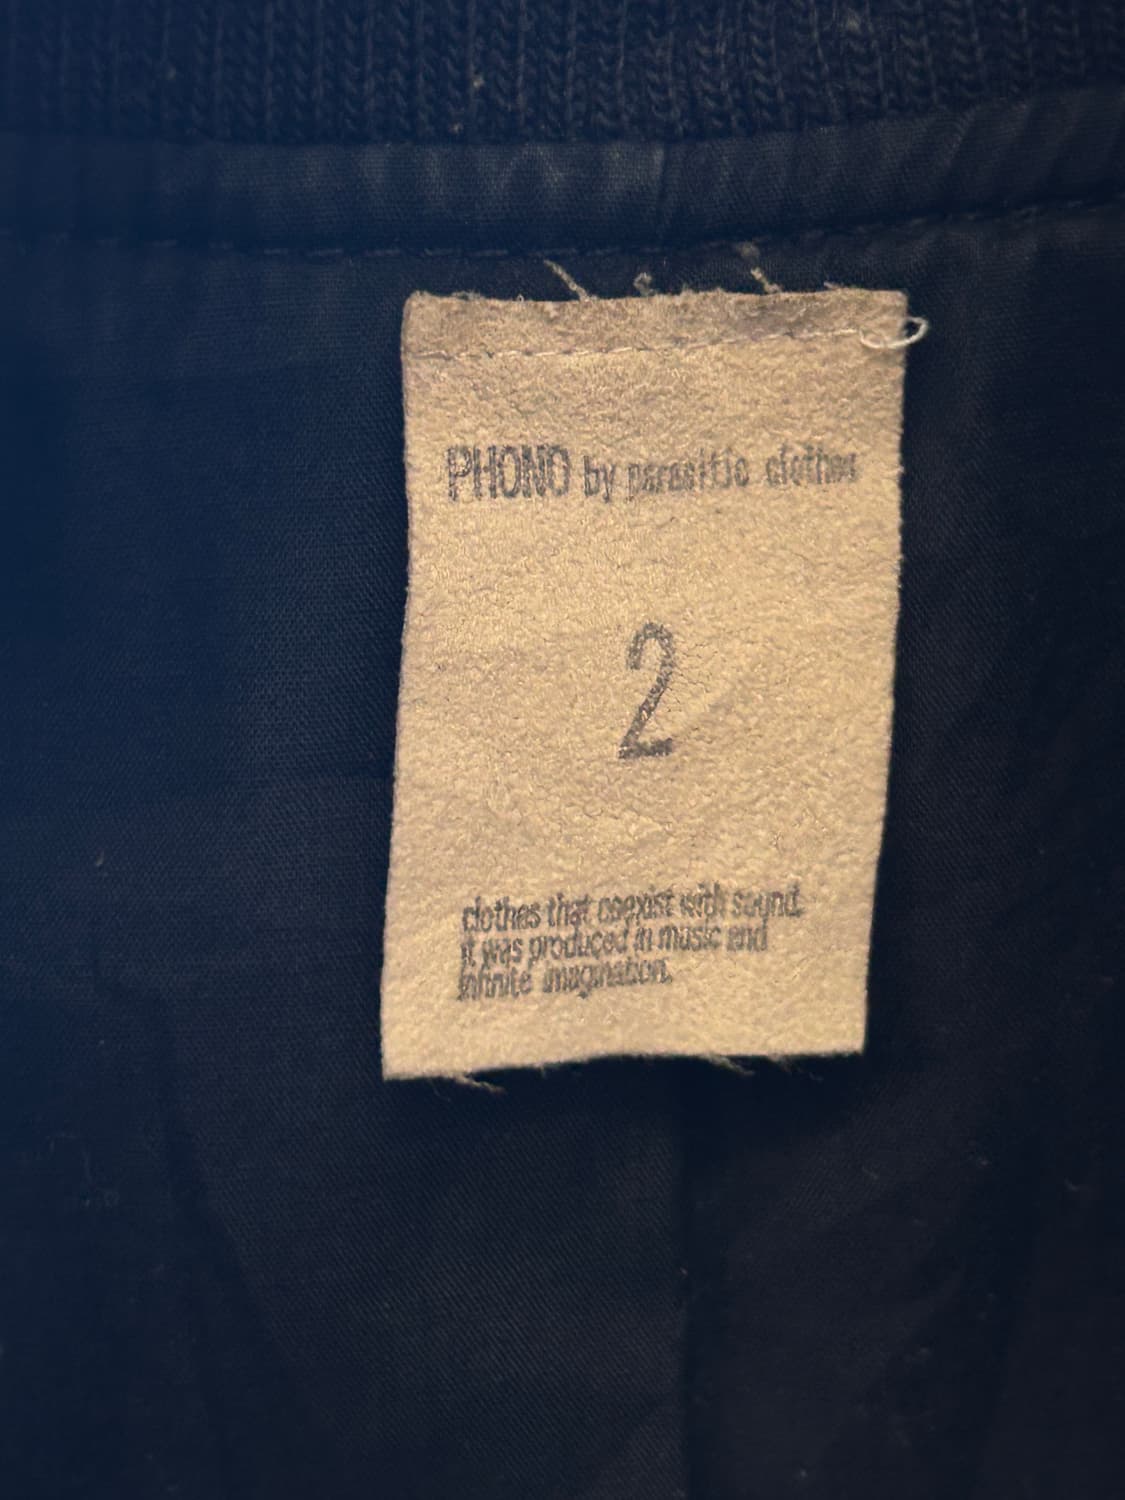 PHONO by parasitic clothes
2
clothes that coexist with sound.
it was produced in music and
infinite imagination.